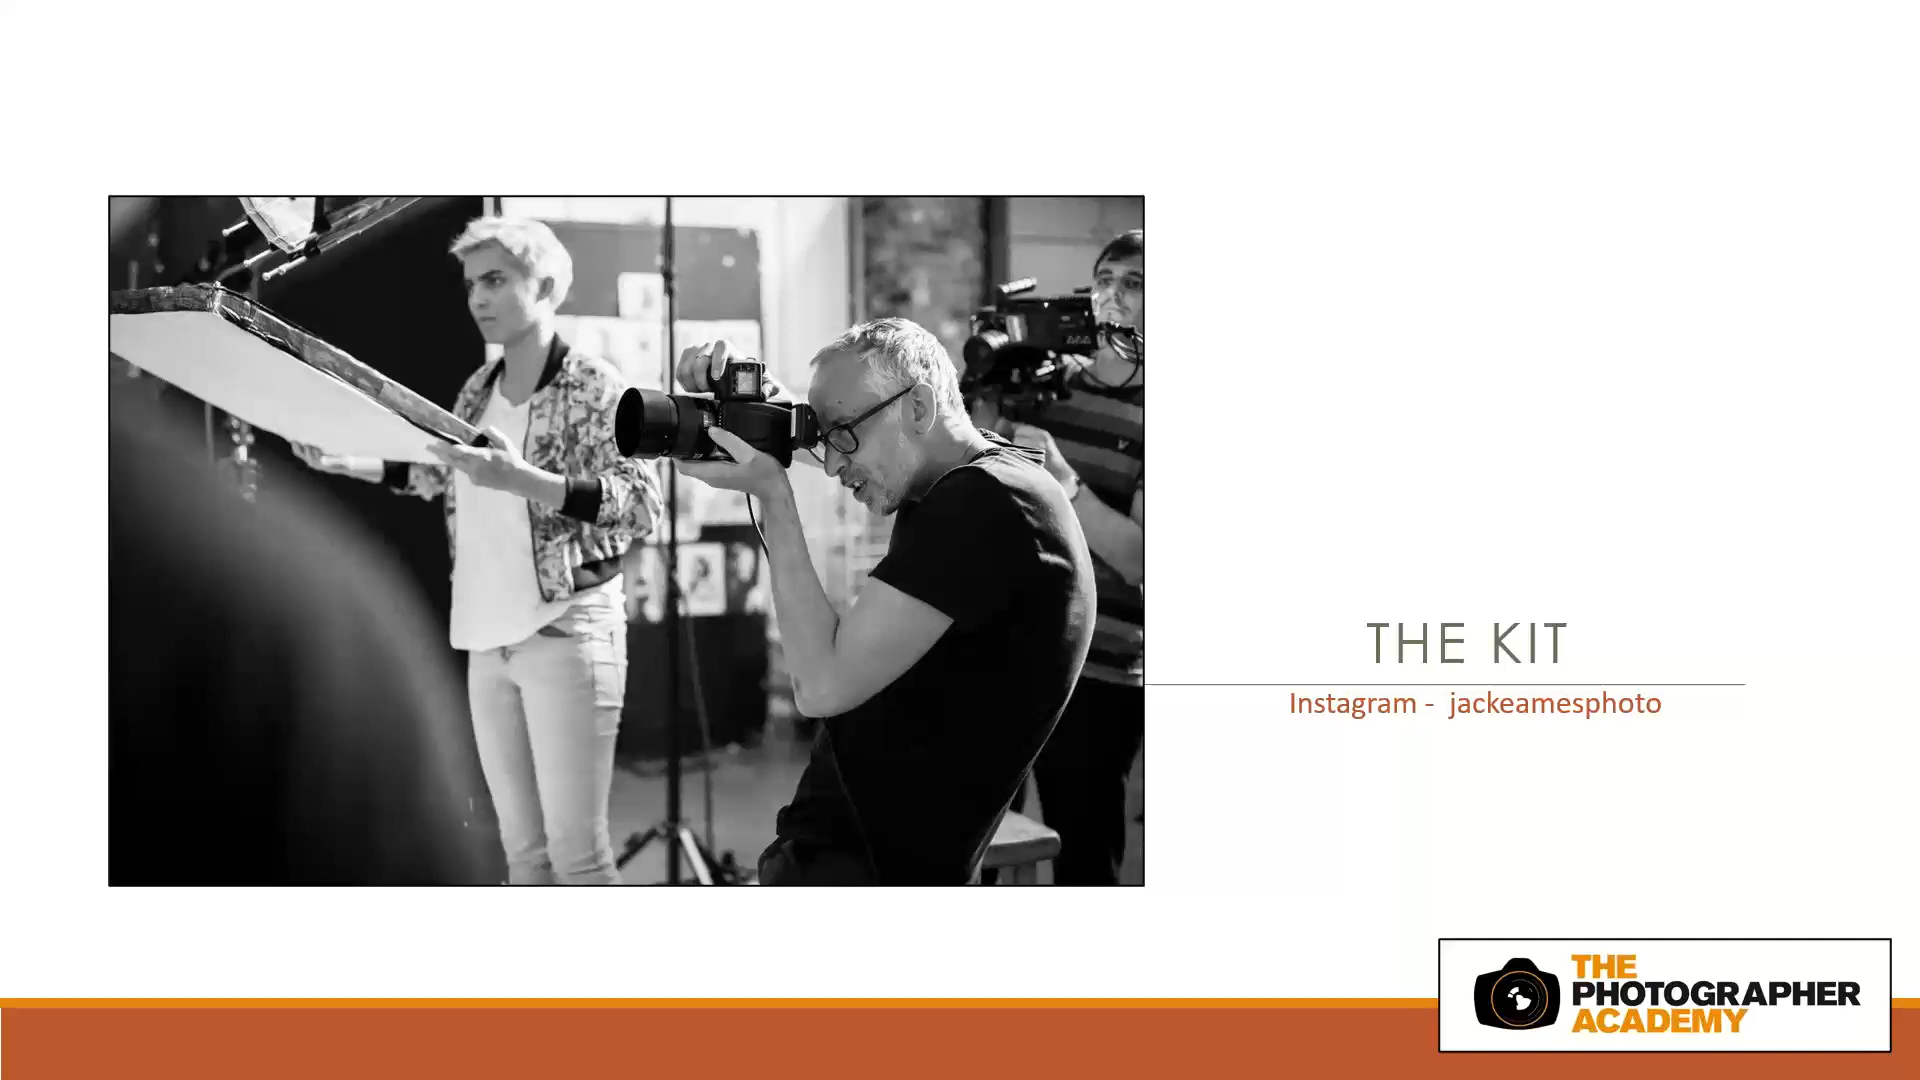 THE KIT
Instagram - jackeamesphoto
THE
PHOTOGRAPHER
ACADEMY